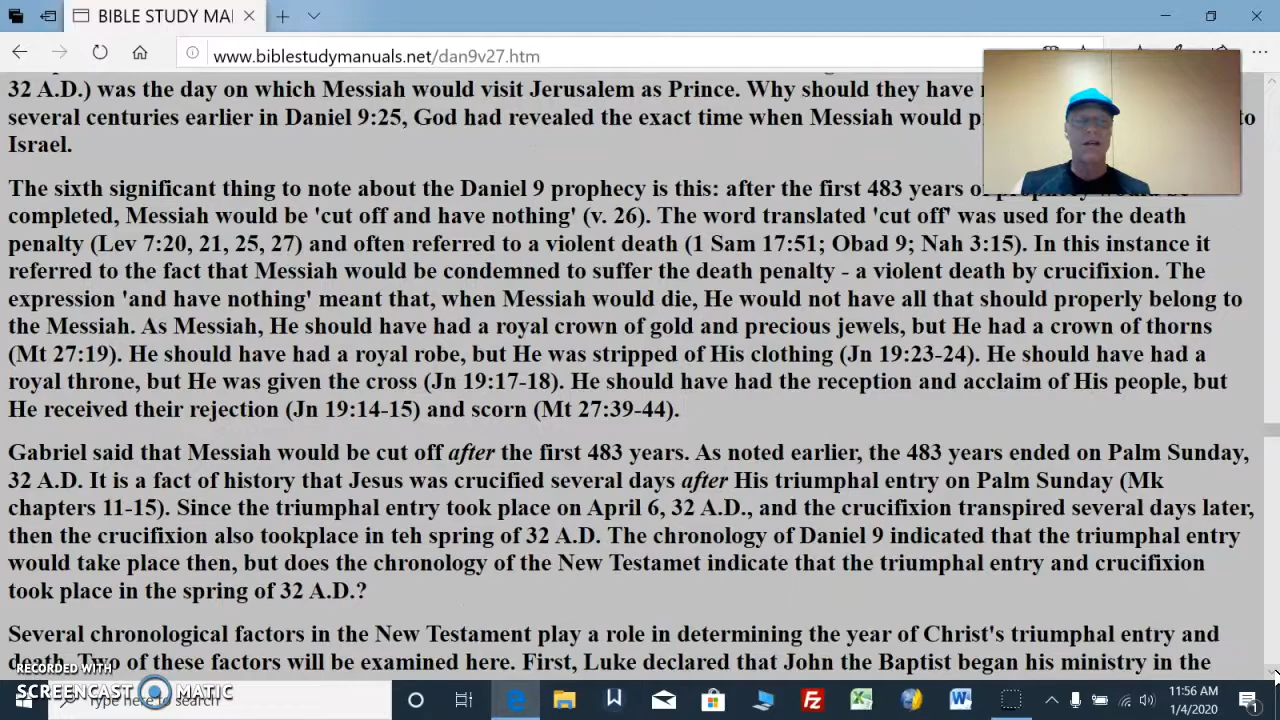 BIBLE STUDY MA
www.biblestudymanuals.net/dan9v27.htm
32 A.D.) was the day on which Messiah would visit Jerusalem as Prince. Why should they have
several centuries earlier in Daniel 9:25, God had revealed the exact time when Messiah would to
Israel.
The sixth significant thing to note about the Daniel 9 prophecy is this: after the first 483 years
completed, Messiah would be 'cut off and have nothing' (v. 26). The word translated 'cut off' was used for the death
penalty (Lev 7:20, 21, 25, 27) and often referred to a violent death (1 Sam 17:51; Obad 9; Nah 3:15). In this instance it
referred to the fact that Messiah would be condemned to suffer the death penalty - a violent death by crucifixion. The
expression 'and have nothing' meant that, when Messiah would die, He would not have all that should properly belong to
the Messiah. As Messiah, He should have had a royal crown of gold and precious jewels, but He had a crown of thorns
(Mt 27:19). He should have had a royal robe, but He was stripped of His clothing (Jn 19:23-24). He should have had a
royal throne, but He was given the cross (Jn 19:17-18). He should have had the reception and acclaim of His people, but
He received their rejection (Jn 19:14-15) and scorn (Mt 27:39-44).
Gabriel said that Messiah would be cut off after the first 483 years. As noted earlier, the 483 years ended on Palm Sunday,
32 A.D. It is a fact of history that Jesus was crucified several days after His triumphal entry on Palm Sunday (Mk
chapters 11-15). Since the triumphal entry took place on April 6, 32 A.D., and the crucifixion transpired several days later,
then the crucifixion also tookplace in teh spring of 32 A.D. The chronology of Daniel 9 indicated that the triumphal entry
would take place then, but does the chronology of the New Testamet indicate that the triumphal entry and crucifixion
took place in the spring of 32 A.D.?
Several chronological factors in the New Testament play a role in determining the year of Christ's triumphal entry and
death. Two of these factors will be examined here. First, Luke declared that John the Baptist began his ministry in the
RECORDED WITH
SCREENCAST MATIC
Type here to search
11:56 AM
1/4/2020